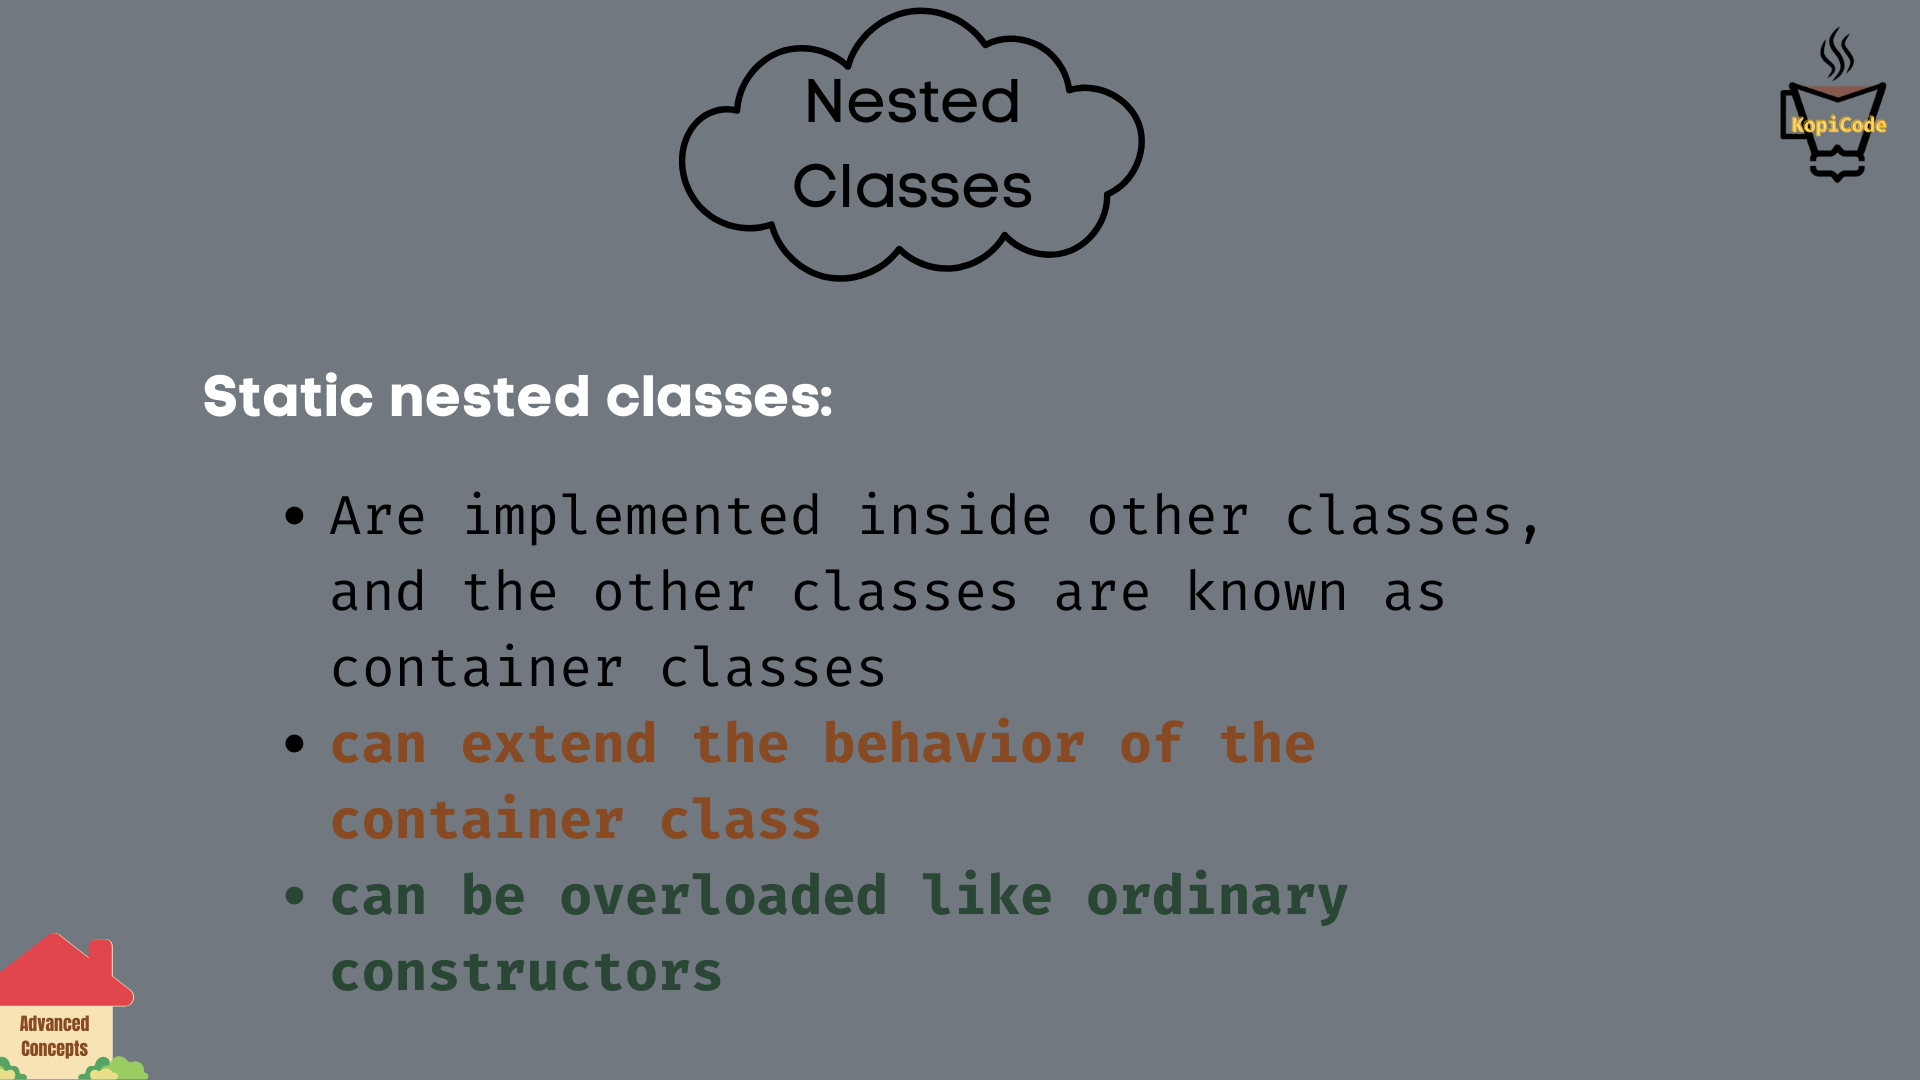 Nested
Classes
KopiCode
Static nested classes:
• Are implemented inside other classes,
and the other classes are known as
container classes
• can extend the behavior of the
container class
• can be overloaded like ordinary
constructors
Advanced
Concepts